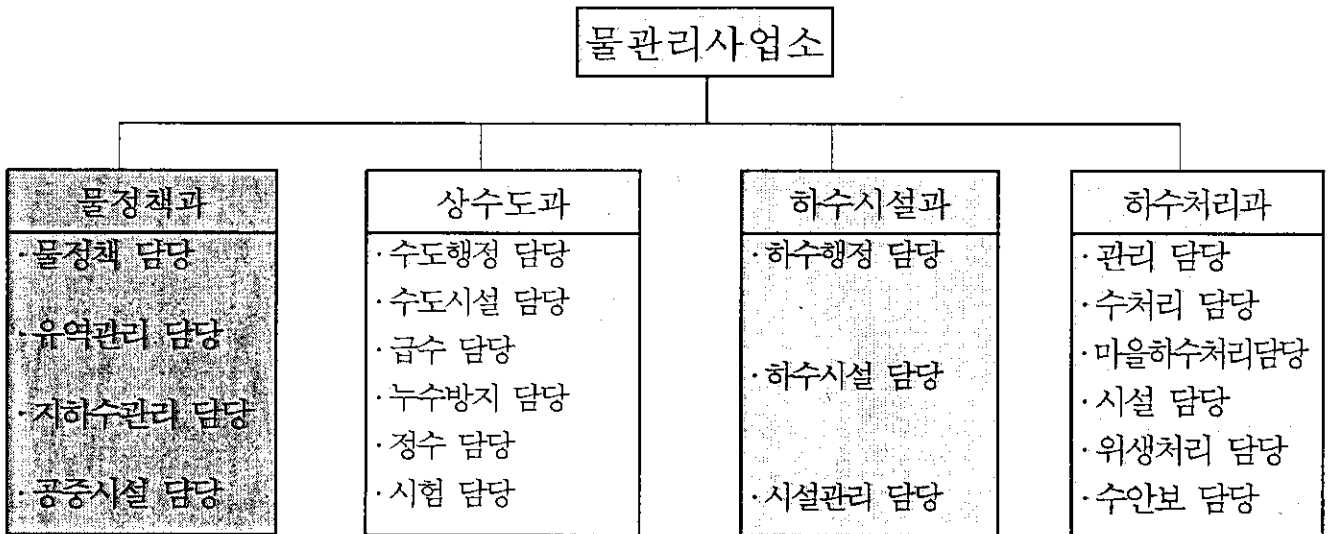 물관리사업소
물정책과
· 물정책 담당
· 유역관리 담당
· 지하수관리 담당
· 공중시설 담당
상수도과
· 수도행정 담당
· 수도시설 담당
· 급수 담당
· 누수방지 담당
· 정수 담당
· 시험 담당
하수시설과
· 하수행정 담당
· 하수시설 담당
· 시설관리 담당
하수처리과
· 관리 담당
· 수처리 담당
· 마을하수처리담당
· 시설 담당
· 위생처리 담당
· 수안보 담당